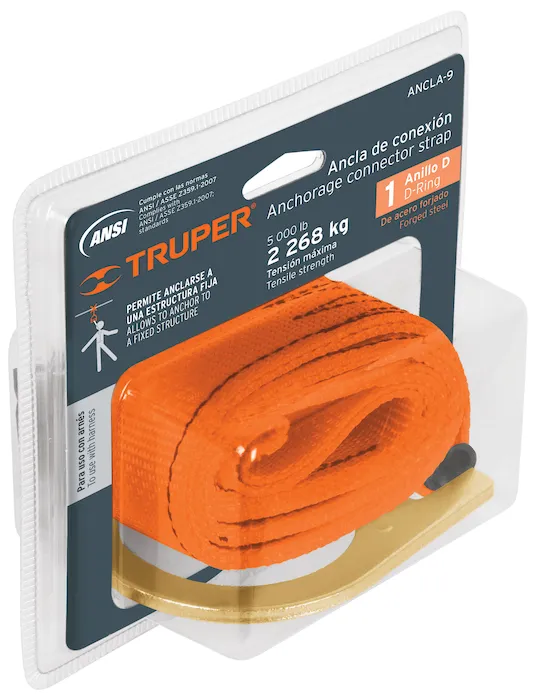 ANCLA-9
Ancla de conexión
Anchorage connector strap
1
Anillo D
D-Ring
De acero forjado
Forged steel
ANSI
Cumple con las normas
ANSI / ASSE Z359.1-2007
Complies with
ANSI / ASSE Z359.1-2007;
standards
TRUPER®
5 000 lb
2 268 kg
Tensión máxima
Tensile strength
PERMITE ANCLARSE A
UNA ESTRUCTURA FIJA
ALLOWS TO ANCHOR TO
A FIXED STRUCTURE
Para uso con arnés
To use with harness